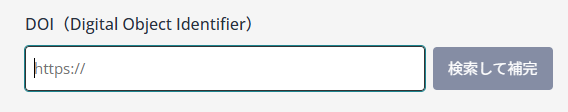 DOI（Digital Object Identifier）
https://
検索して補完